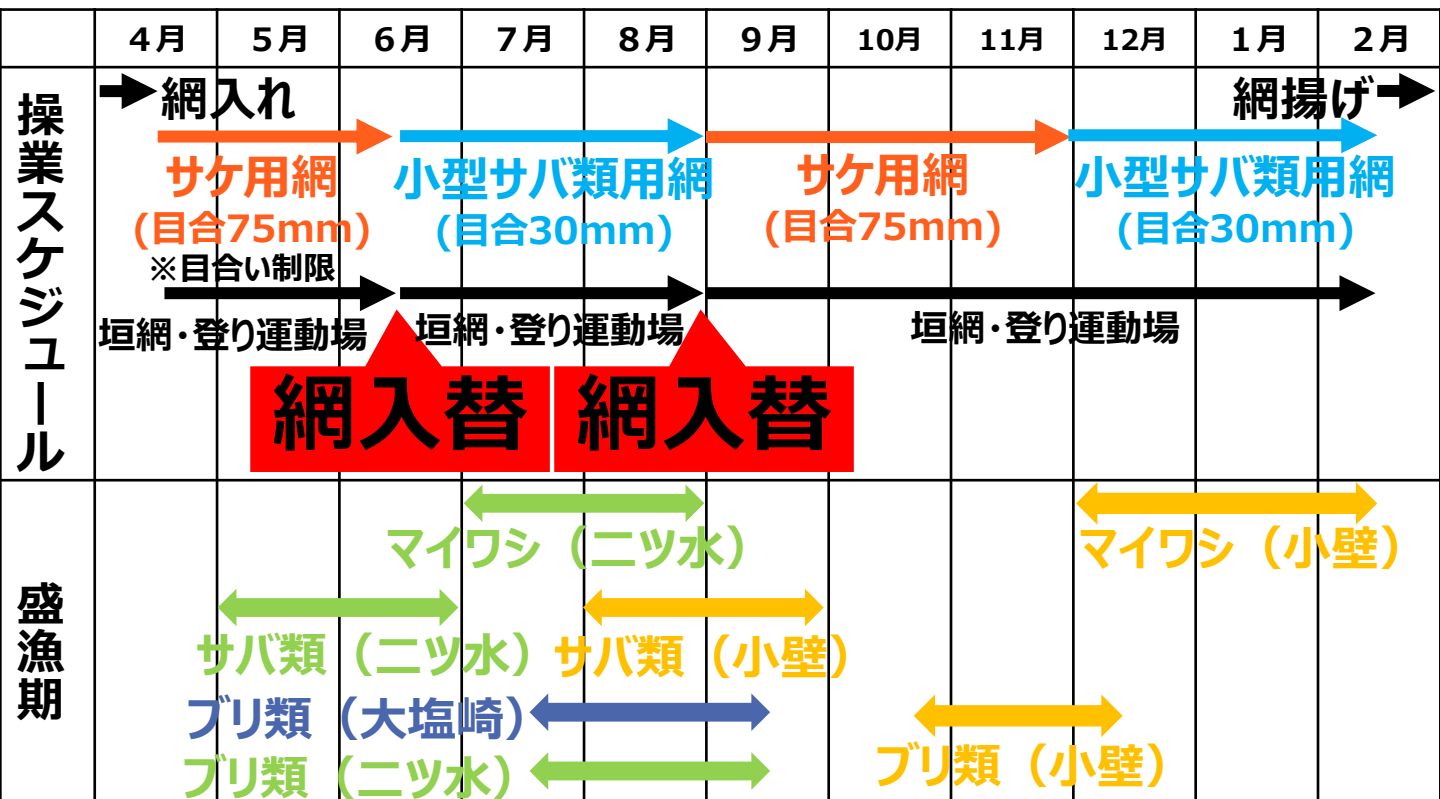 4月 5月 6月 7月 8月 9月 10月 11月 12月 1月 2月
操業スケジュール
網入れ 網揚げ
サケ用網 小型サバ類用網 サケ用網 小型サバ類用網
(目合75mm) (目合30mm) (目合75mm) (目合30mm)
※目合い制限
垣網・登り運動場 垣網・登り運動場 垣網・登り運動場
網入替 網入替
盛漁期
マイワシ（二ツ水） マイワシ（小壁）
サバ類（二ツ水） サバ類（小壁）
ブリ類（大塩崎）
ブリ類（二ツ水） ブリ類（小壁）